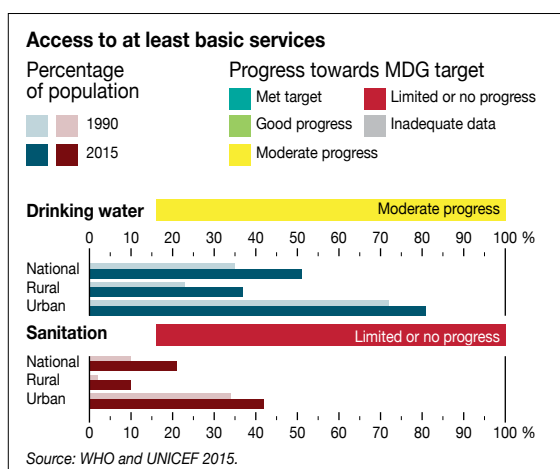 Access to at least basic services
Percentage
of population
1990
2015
Progress towards MDG target
Met target
Limited or no progress
Good progress
Inadequate data
Moderate progress
Drinking water
Moderate progress
0 10 20 30 40 50 60 70 80 90 100 %
National
Rural
Urban
Sanitation
Limited or no progress
National
Rural
Urban
0 10 20 30 40 50 60 70 80 90 100 %
Source: WHO and UNICEF 2015.